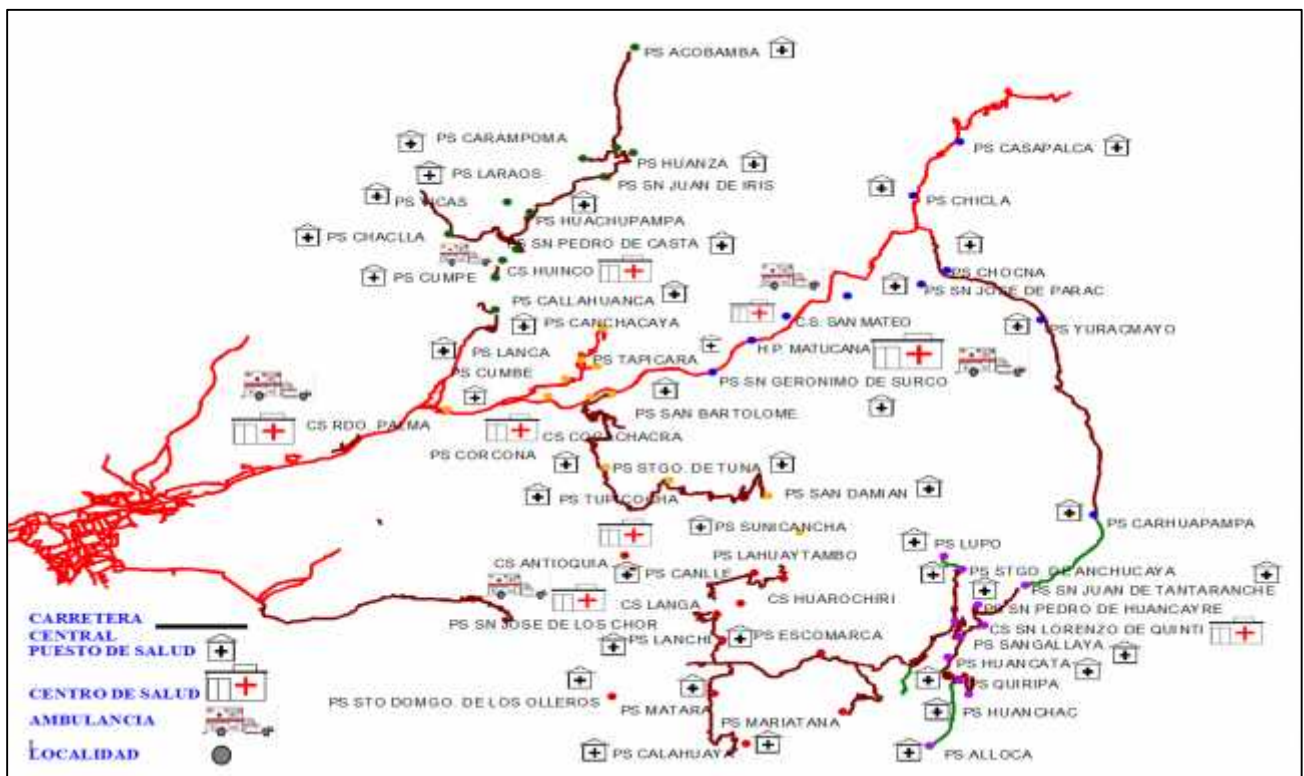 PS ACOBAMBA
PS CARAMPOMA
PS CASAPALCA
PS HUANZA
PS LARAOS
PS SN JUAN DE IRIS
PS CHICLA
PS HUACHUPAMPA
PS CHACLLA
PS SN PEDRO DE CASTA
PS CHOCNA
PS CUMPE
CS HUINCO
PS SN JOSE DE PARAC
PS CALLAHUANCA
PS CANCHACAYA
C.S. SAN MATEO
PS YURACMAYO
PS LANCA
PS TAPICARA
H.P. MATUCANA
PS CUMBE
PS SN GERONIMO DE SURCO
PS SAN BARTOLOME
CS RDO. PALMA
PS CORCONA
PS STGO. DE TUNA
PS SAN DAMIAN
PS SUNICANCHA
PS CARHUAPAMPA
PS LAHUAYTAMBO
PS LUPO
CS ANTIOQUIA
PS CANLLE
PS STGO. DE ANCHUCAYA
PS SN JUAN DE TANTARANCHE
CS LANGA
CS HUAROCHIRI
PS SN PEDRO DE HUANCAYRE
PS SN JOSE DE LOS CHOR
CS SN LORENZO DE QUINTI
PS LANCHI
PS ESCOMARCA
PS SANGALLAYA
PS HUANCATA
PS QUIRIPA
PS STO DOMGO. DE LOS OLLEROS
PS MATARA
PS MARIATANA
PS HUANCHAC
PS CALAHUAYA
PS ALLOCA
CARRETERA
CENTRAL
PUESTO DE SALUD
CENTRO DE SALUD
AMBULANCIA
LOCALIDAD